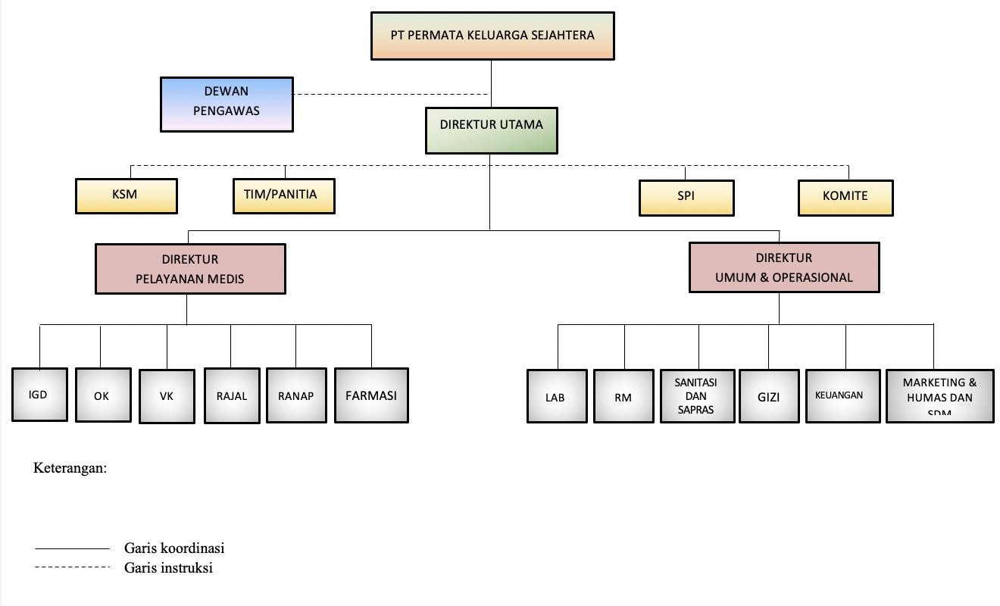 PT PERMATA KELUARGA SEJAHTERA
DEWAN
PENGAWAS
DIREKTUR UTAMA
KSM
TIM/PANITIA
SPI
KOMITE
DIREKTUR
PELAYANAN MEDIS
DIREKTUR
UMUM & OPERASIONAL
IGD
OK
VK
RAJAL
RANAP
FARMASI
LAB
RM
SANITASI
DAN
SAPRAS
GIZI
KEUANGAN
MARKETING &
HUMAS DAN
SDM
Keterangan:
Garis koordinasi
Garis instruksi